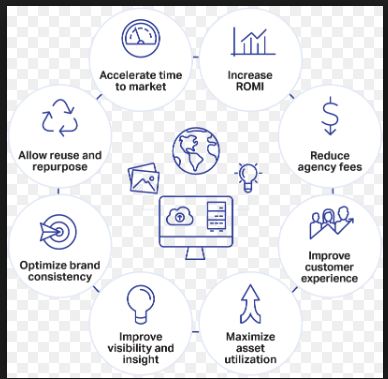 Accelerate time
to market
Increase
ROMI
Allow reuse and
repurpose
$
Reduce
agency fees
Optimize brand
consistency
Improve
customer
experience
Improve
visibility and
insight
Maximize
asset
utilization